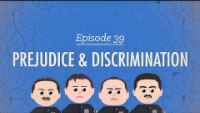 Episode 39
PREJUDICE & DISCRIMINATION